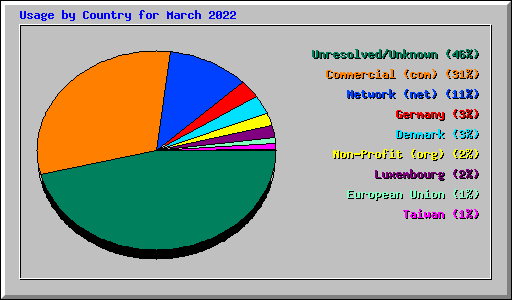 Usage by Country for March 2022
Unresolved/Unknown (46%)
Commercial (com) (31%)
Network (net) (11%)
Germany (3%)
Denmark (3%)
Non-Profit (org) (2%)
Luxembourg (2%)
European Union (1%)
Taiwan (1%)